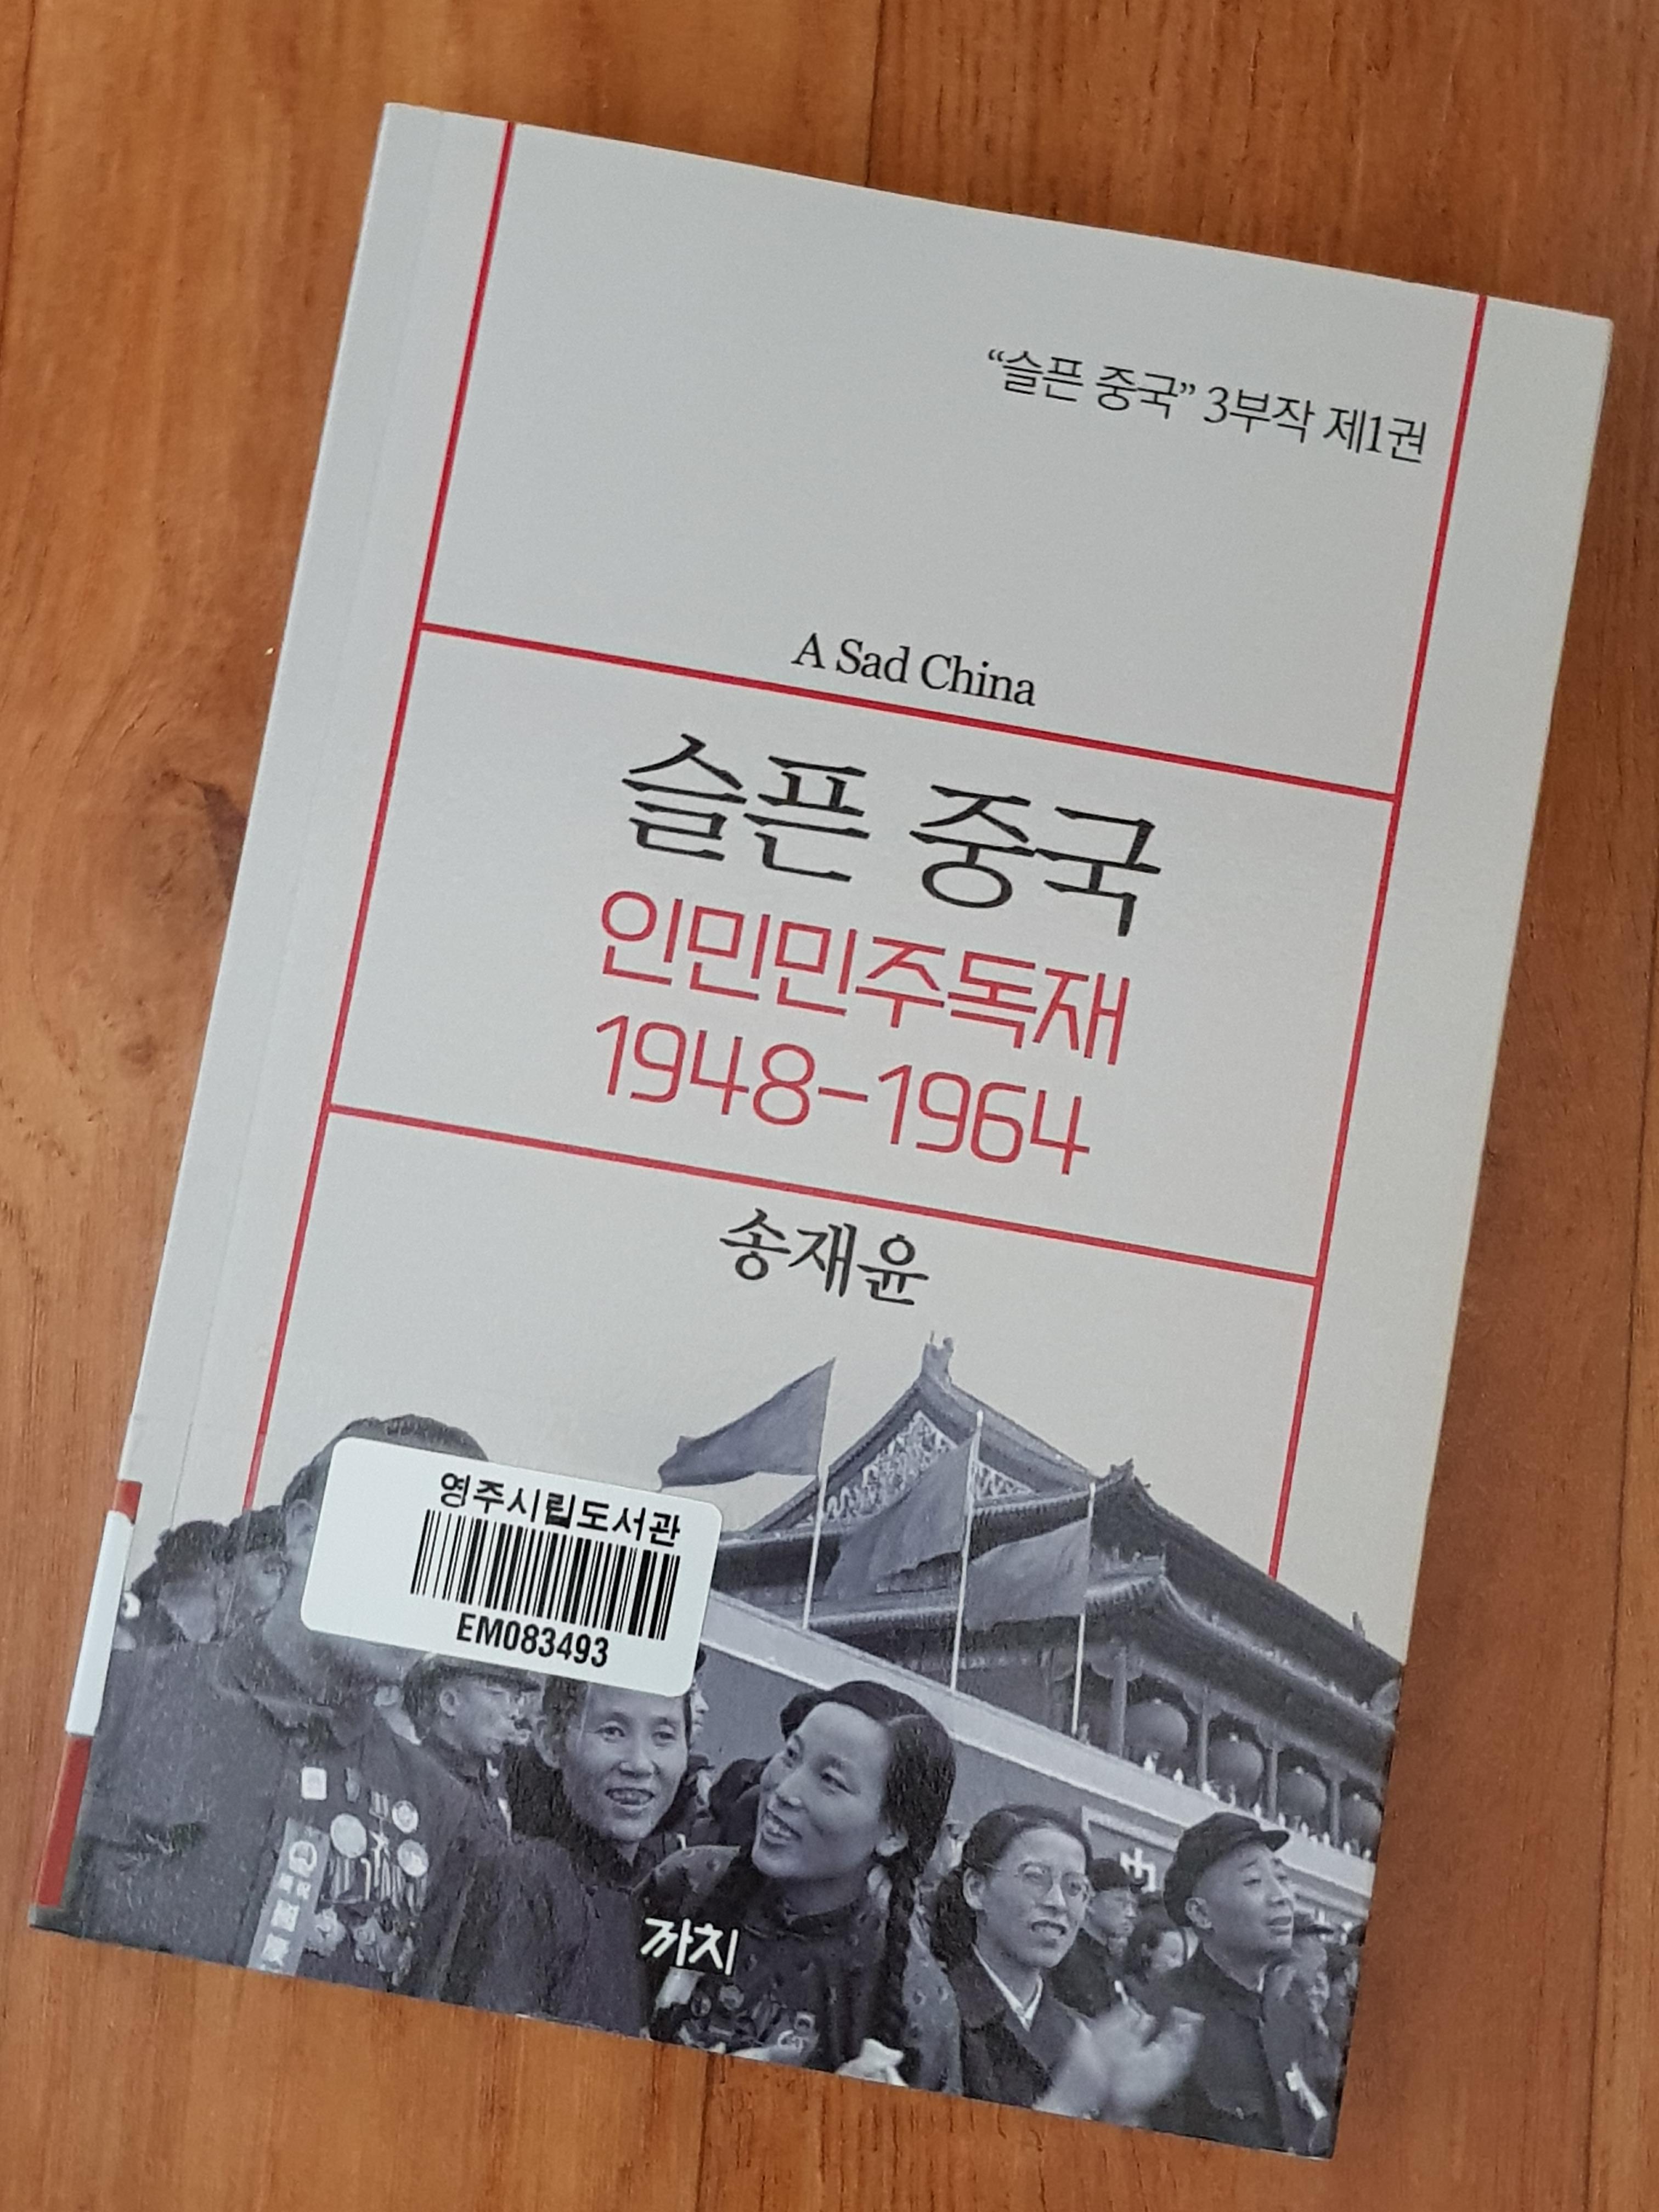 “슬픈 중국” 3부작 제1권
A Sad China
슬픈 중국
인민민주독재
1948-1964
송재윤
영주시립도서관
EM083493
中
까치